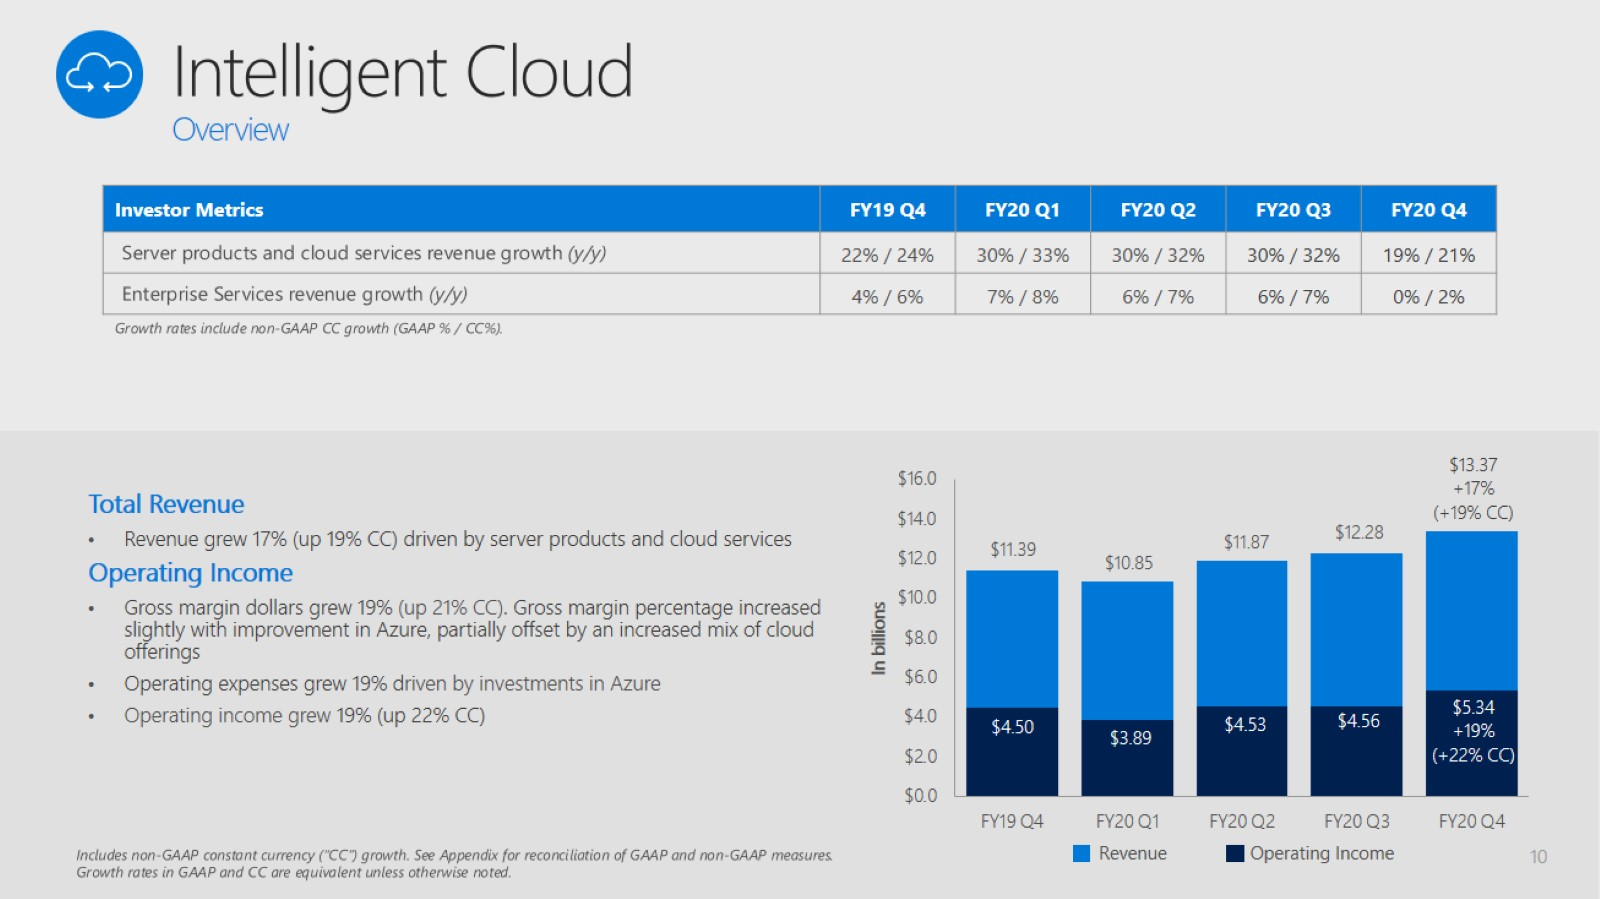 Intelligent Cloud
Overview
Investor Metrics FY19 Q4 FY20 Q1 FY20 Q2 FY20 Q3 FY20 Q4
Server products and cloud services revenue growth (y/y) 22% / 24% 30% / 33% 30% / 32% 30% / 32% 19% / 21%
Enterprise Services revenue growth (y/y) 4% / 6% 7% / 8% 6% / 7% 6% / 7% 0% / 2%
Growth rates include non-GAAP CC growth (GAAP % / CC%).
Total Revenue
• Revenue grew 17% (up 19% CC) driven by server products and cloud services
Operating Income
• Gross margin dollars grew 19% (up 21% CC). Gross margin percentage increased
slightly with improvement in Azure, partially offset by an increased mix of cloud
offerings
• Operating expenses grew 19% driven by investments in Azure
• Operating income grew 19% (up 22% CC)
In billions
$16.0
$14.0
$12.0
$10.0
$8.0
$6.0
$4.0
$2.0
$0.0
$11.39
$10.85
$11.87
$12.28
$13.37
+17%
(+19% CC)
$4.50
$3.89
$4.53
$4.56
$5.34
+19%
(+22% CC)
FY19 Q4 FY20 Q1 FY20 Q2 FY20 Q3 FY20 Q4
Revenue Operating Income
Includes non-GAAP constant currency ("CC") growth. See Appendix for reconciliation of GAAP and non-GAAP measures.
Growth rates in GAAP and CC are equivalent unless otherwise noted.
10